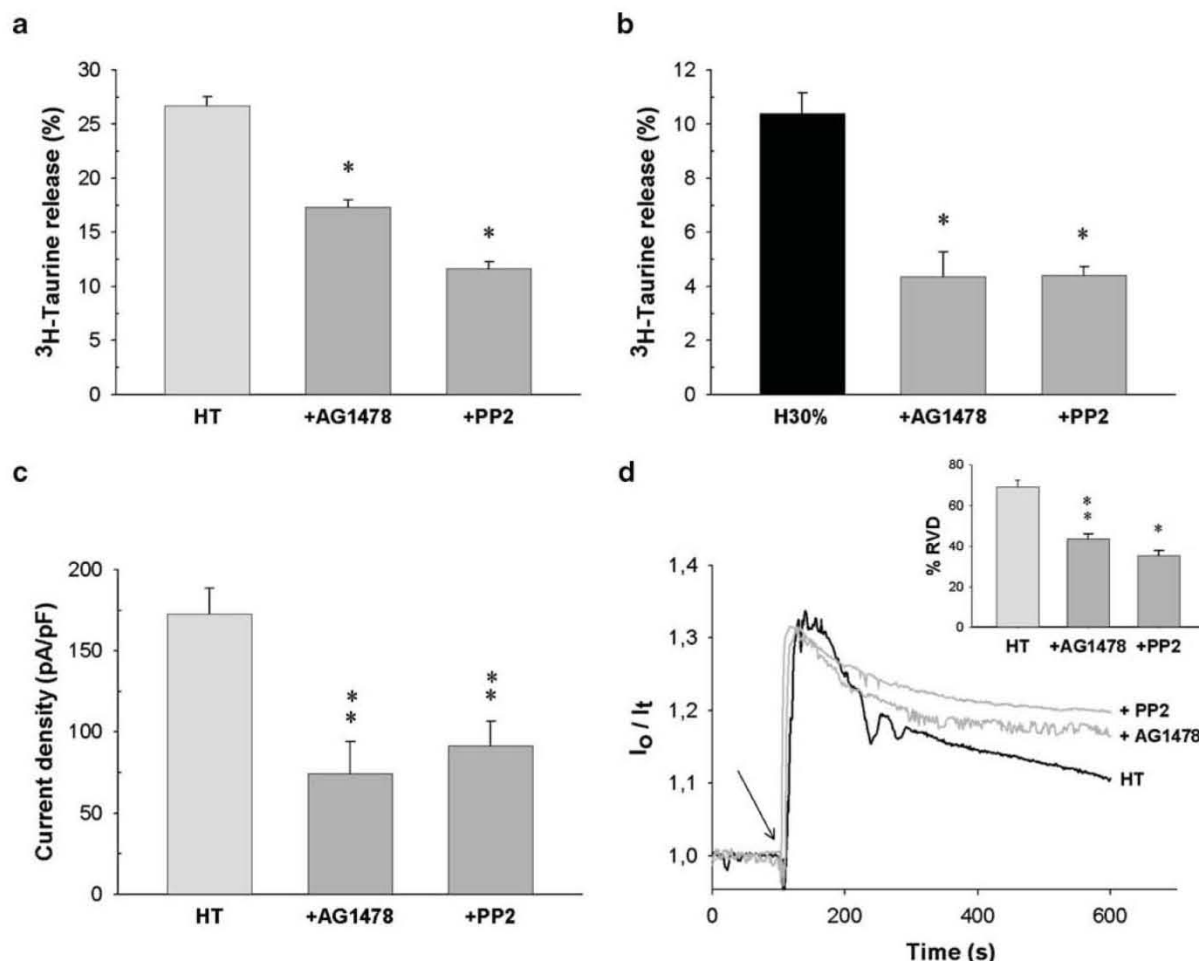 a
³H-Taurine release (%)
30
25
20
15
10
5
0
*
*
HT
+AG1478
+PP2
b
³H-Taurine release (%)
12
10
8
6
4
2
0
*
*
H30%
+AG1478
+PP2
c
Current density (pA/pF)
200
150
100
50
0
**
**
HT
+AG1478
+PP2
d
% RVD
80
60
40
20
0
**
*
HT
+AG1478
+PP2
I₀ / Iₜ
1,4
1,3
1,2
1,1
1,0
+ PP2
+ AG1478
HT
0
200
400
600
Time (s)